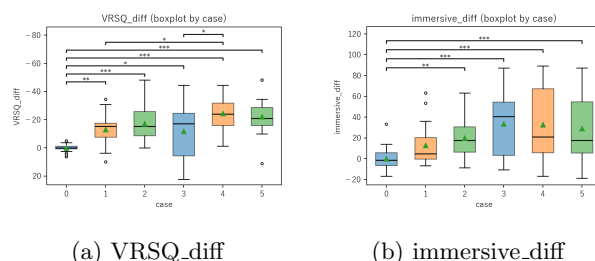 VRSQ_diff (boxplot by case)
VRSQ_diff
−80
−60
−40
−20
0
20
*
*
***
***
*
***
**
0 1 2 3 4 5
case
(a) VRSQ_diff
immersive_diff (boxplot by case)
immersive_diff
120
100
80
60
40
20
0
−20
***
***
***
**
0 1 2 3 4 5
case
(b) immersive_diff